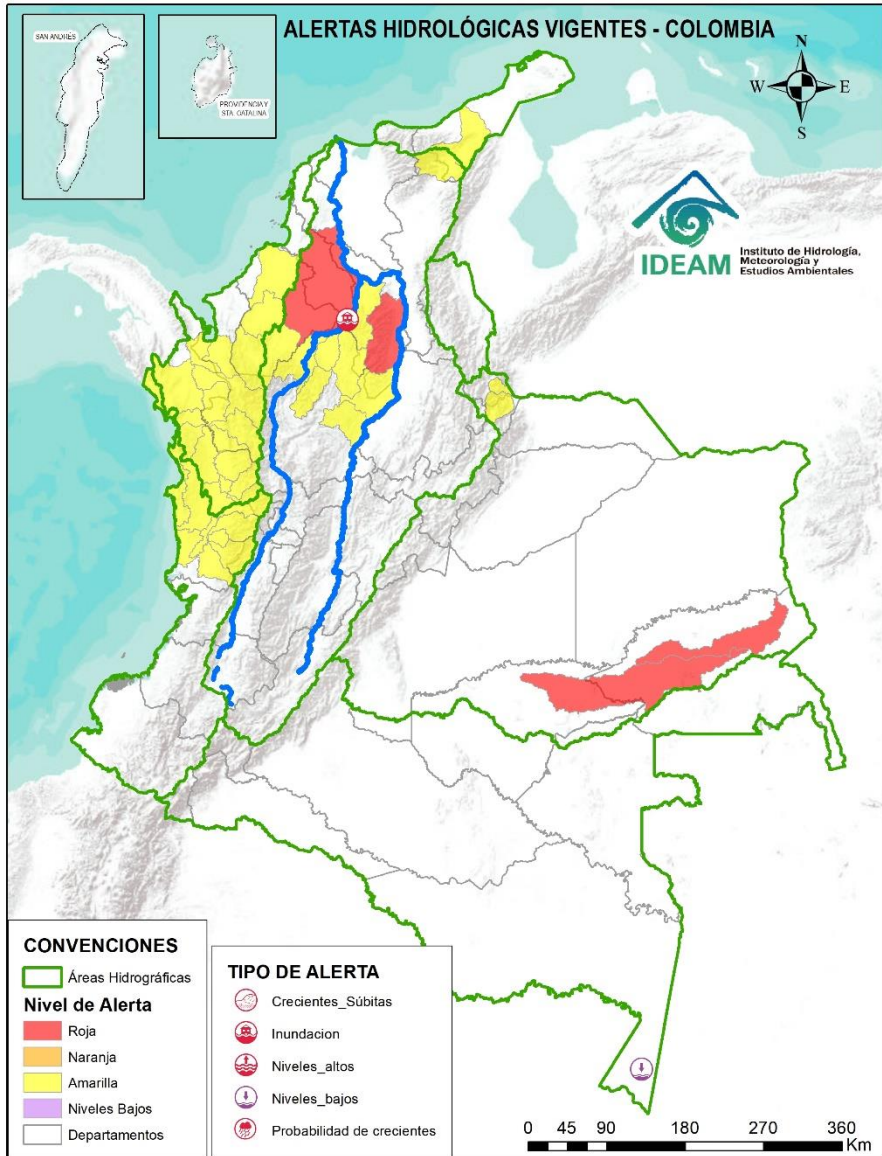 ALERTAS HIDROLÓGICAS VIGENTES - COLOMBIA
SAN ANDRÉS
PROVIDENCIA Y
STA. CATALINA
N
W
E
S
IDEAM
Instituto de Hidrología,
Meteorología y
Estudios Ambientales
CONVENCIONES
Áreas Hidrográficas
Nivel de Alerta
Roja
Naranja
Amarilla
Niveles Bajos
Departamentos
TIPO DE ALERTA
Crecientes_Súbitas
Inundacion
Niveles_altos
Niveles_bajos
Probabilidad de crecientes
0 45 90 180 270 360
Km